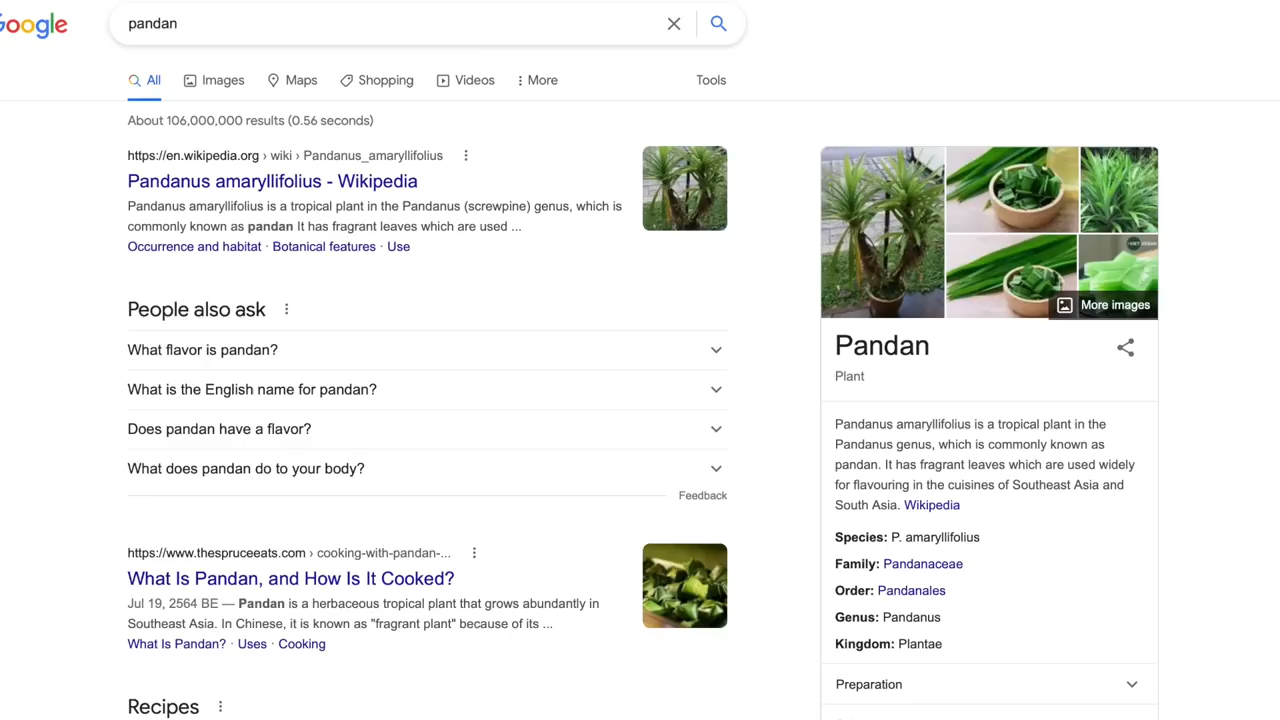 Google
pandan
All
Images
Maps
Shopping
Videos
More
Tools
About 106,000,000 results (0.56 seconds)
https://en.wikipedia.org › wiki › Pandanus_amaryllifolius
Pandanus amaryllifolius - Wikipedia
Pandanus amaryllifolius is a tropical plant in the Pandanus (screwpine) genus, which is
commonly known as pandan It has fragrant leaves which are used ...
Occurrence and habitat · Botanical features · Use
People also ask
What flavor is pandan?
What is the English name for pandan?
Does pandan have a flavor?
What does pandan do to your body?
Feedback
https://www.thespruceeats.com › cooking-with-pandan-...
What Is Pandan, and How Is It Cooked?
Jul 19, 2564 BE — Pandan is a herbaceous tropical plant that grows abundantly in
Southeast Asia. In Chinese, it is known as "fragrant plant" because of its ...
What Is Pandan? · Uses · Cooking
Recipes
More images
Pandan
Plant
Pandanus amaryllifolius is a tropical plant in the
Pandanus genus, which is commonly known as
pandan. It has fragrant leaves which are used widely
for flavouring in the cuisines of Southeast Asia and
South Asia. Wikipedia
Species: P. amaryllifolius
Family: Pandanaceae
Order: Pandanales
Genus: Pandanus
Kingdom: Plantae
Preparation